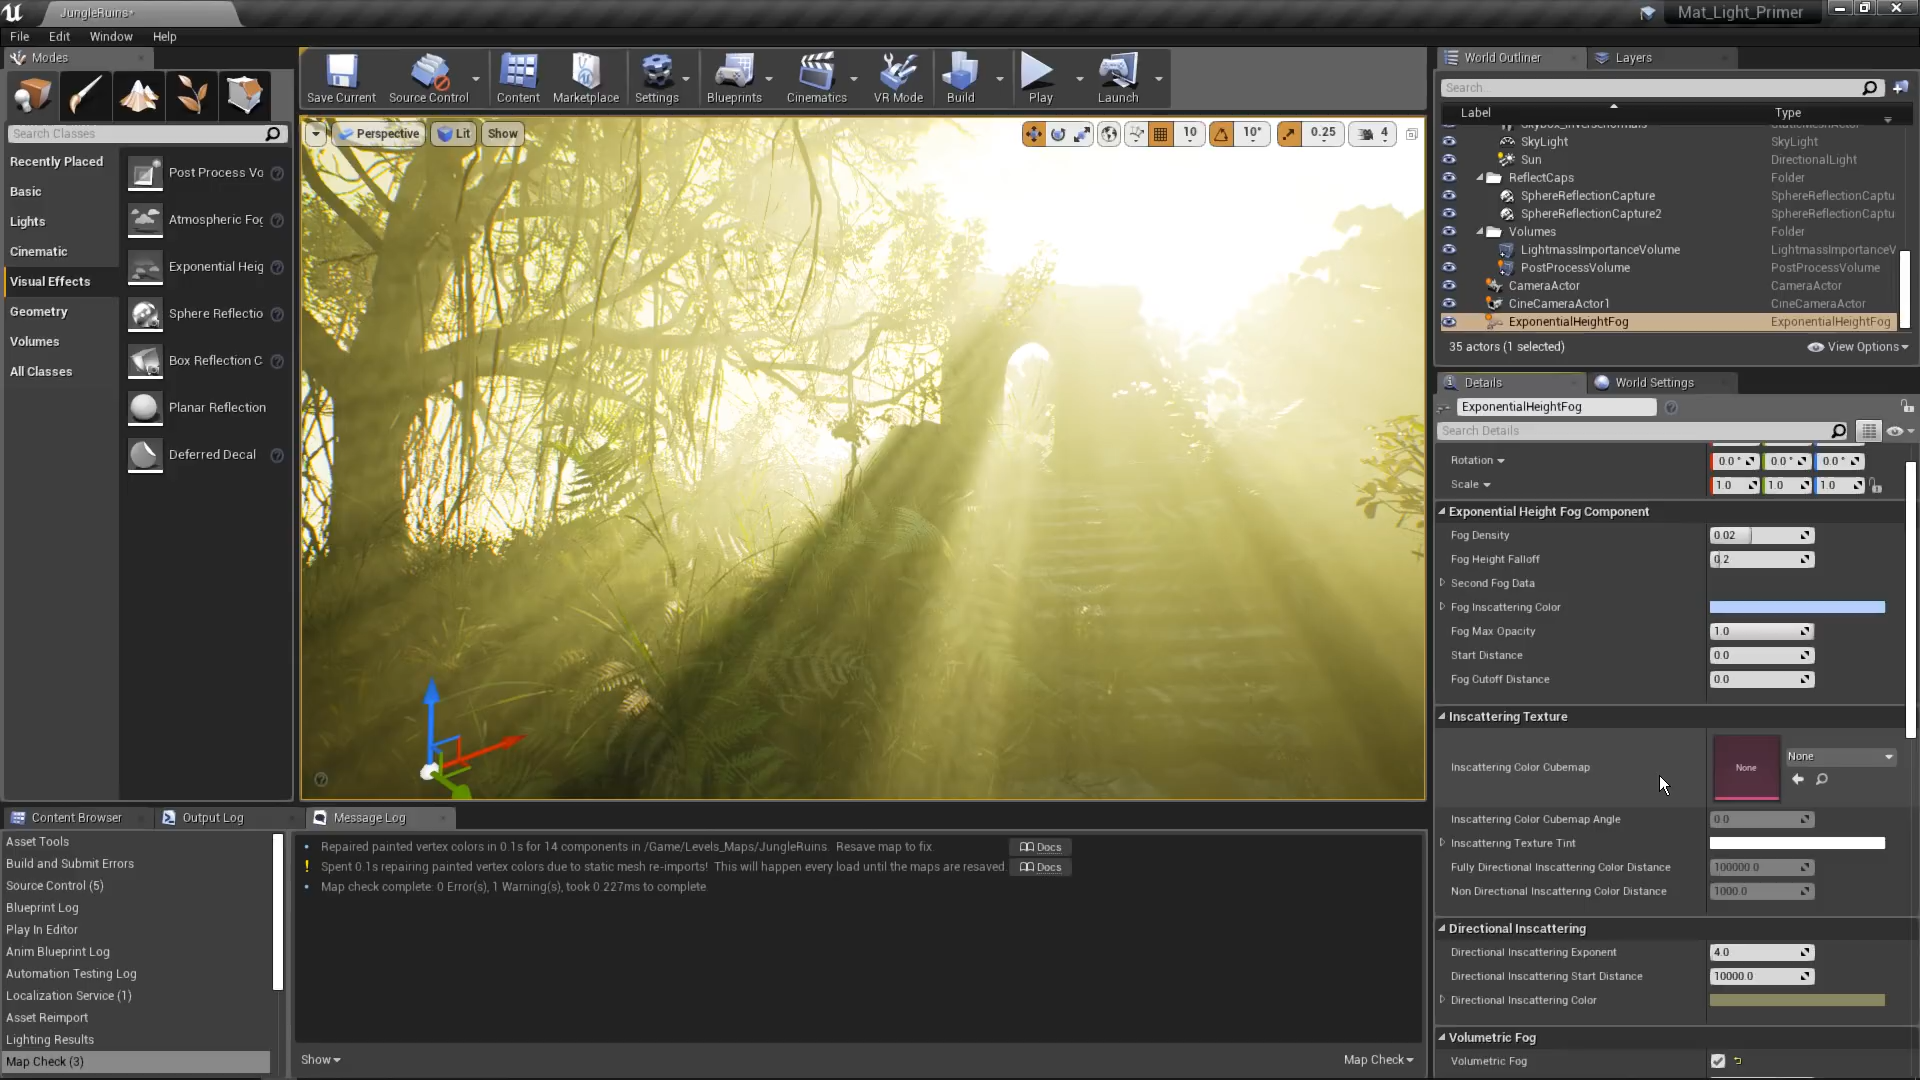 JungleRuins*
Mat_Light_Primer
File Edit Window Help
Modes
Search Classes
Recently Placed
Basic
Lights
Cinematic
Visual Effects
Geometry
Volumes
All Classes
Post Process Vo
Atmospheric Fog
Exponential Heig
Sphere Reflectio
Box Reflection C
Planar Reflection
Deferred Decal
Save Current
Source Control
Content
Marketplace
Settings
Blueprints
Cinematics
VR Mode
Build
Play
Launch
Perspective
Lit
Show
10
10°
0.25
4
World Outliner
Layers
Search...
Label Type
SkyLight SkyLight
Sun DirectionalLight
ReflectCaps Folder
SphereReflectionCapture SphereReflectionCaptu
SphereReflectionCapture2 SphereReflectionCaptu
Volumes Folder
LightmassImportanceVolume LightmassImportanceV
PostProcessVolume PostProcessVolume
CameraActor CameraActor
CineCameraActor1 CineCameraActor
ExponentialHeightFog ExponentialHeightFog
35 actors (1 selected)
View Options
Details
World Settings
ExponentialHeightFog
Search Details
Rotation 0.0° 0.0° 0.0°
Scale 1.0 1.0 1.0
Exponential Height Fog Component
Fog Density 0.02
Fog Height Falloff 0.2
Second Fog Data
Fog Inscattering Color
Fog Max Opacity 1.0
Start Distance 0.0
Fog Cutoff Distance 0.0
Inscattering Texture
Inscattering Color Cubemap None None
Inscattering Color Cubemap Angle 0.0
Inscattering Texture Tint
Fully Directional Inscattering Color Distance 100000.0
Non Directional Inscattering Color Distance 1000.0
Directional Inscattering
Directional Inscattering Exponent 4.0
Directional Inscattering Start Distance 10000.0
Directional Inscattering Color
Volumetric Fog
Volumetric Fog
Content Browser
Output Log
Message Log
Asset Tools
Build and Submit Errors
Source Control (5)
Blueprint Log
Play In Editor
Anim Blueprint Log
Automation Testing Log
Localization Service (1)
Asset Reimport
Lighting Results
Map Check (3)
Repaired painted vertex colors in 0.1s for 14 components in /Game/Levels_Maps/JungleRuins. Resave map to fix. Docs
Spent 0.1s repairing painted vertex colors due to static mesh re-imports! This will happen every load until the maps are resaved. Docs
Map check complete: 0 Error(s), 1 Warning(s), took 0.227ms to complete
Show
Map Check